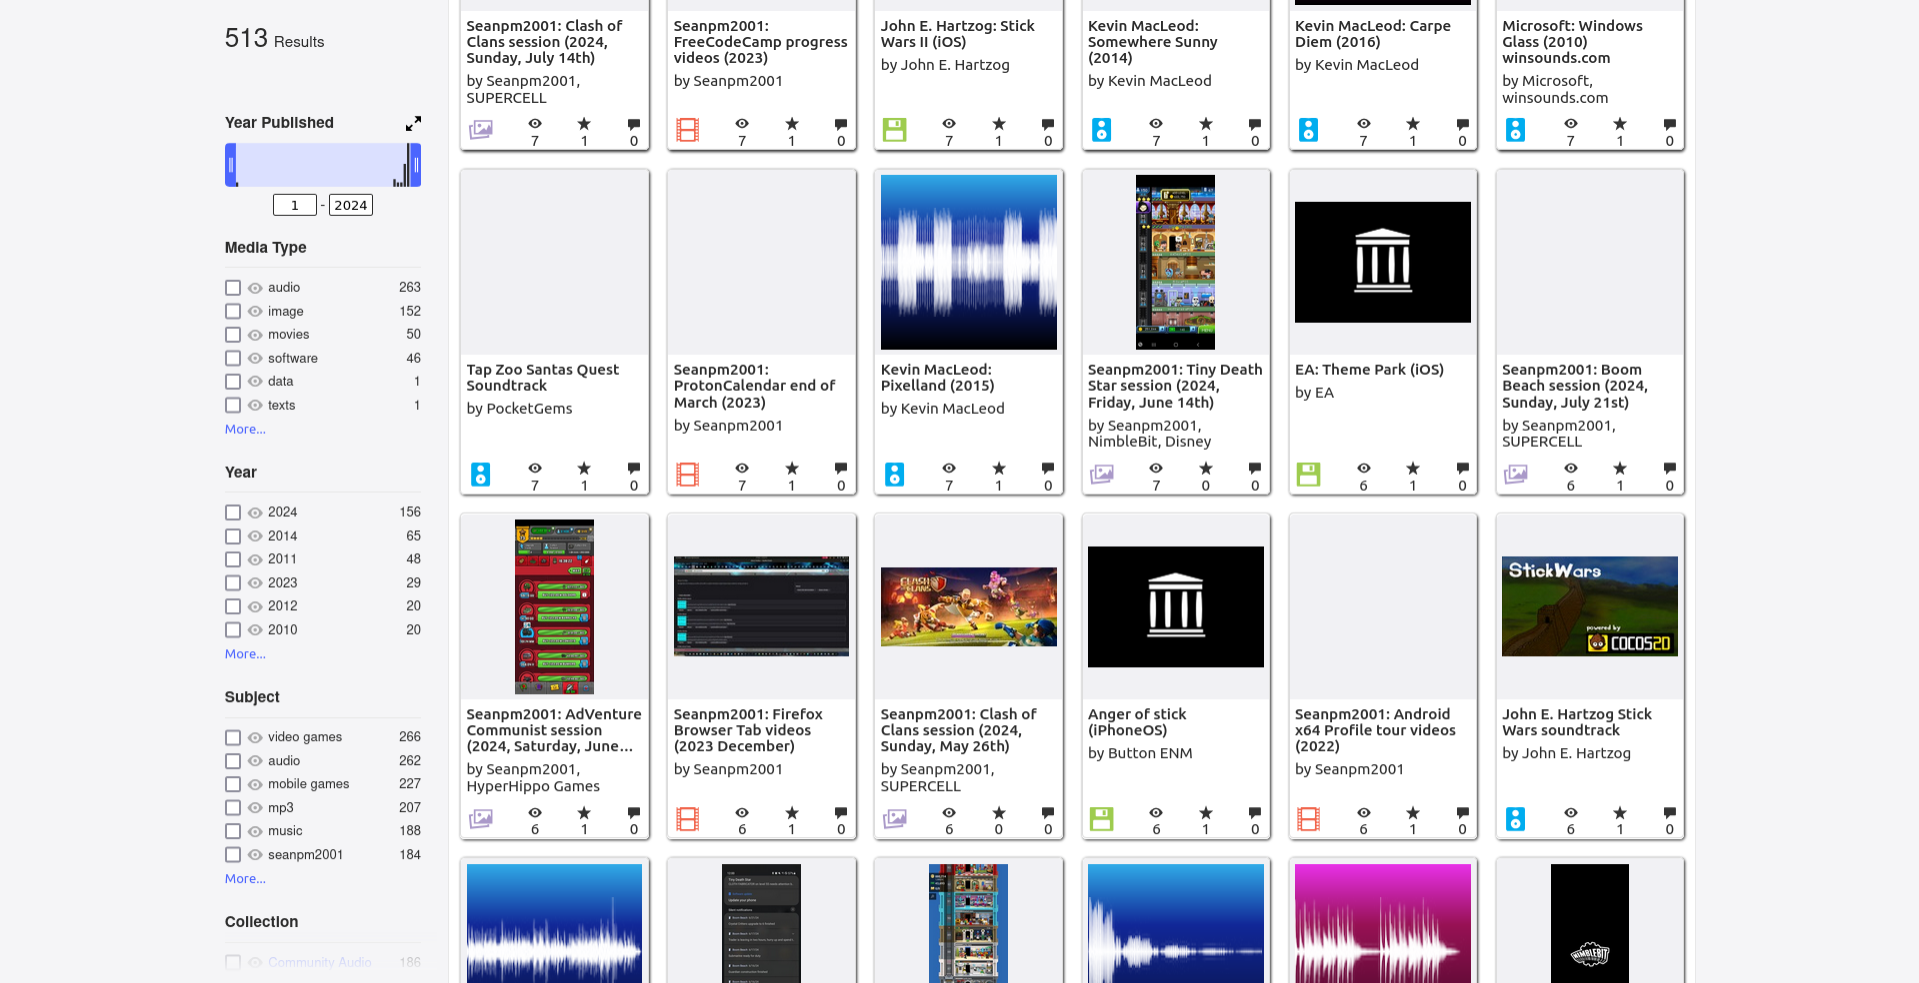 513 Results
Year Published
1 - 2024
Media Type
audio 263
image 152
movies 50
software 46
data 1
texts 1
More...
Year
2024 156
2014 65
2011 48
2023 29
2012 20
2010 20
More...
Subject
video games 266
audio 262
mobile games 227
mp3 207
music 188
seanpm2001 184
More...
Collection
Community Audio 186
Seanpm2001: Clash of
Clans session (2024,
Sunday, July 14th)
by Seanpm2001,
SUPERCELL
7 1 0
Seanpm2001:
FreeCodeCamp progress
videos (2023)
by Seanpm2001
7 1 0
John E. Hartzog: Stick
Wars II (iOS)
by John E. Hartzog
7 1 0
Kevin MacLeod:
Somewhere Sunny
(2014)
by Kevin MacLeod
7 1 0
Kevin MacLeod: Carpe
Diem (2016)
by Kevin MacLeod
7 1 0
Microsoft: Windows
Glass (2010)
winsounds.com
by Microsoft,
winsounds.com
7 1 0
Tap Zoo Santas Quest
Soundtrack
by PocketGems
7 1 0
Seanpm2001:
ProtonCalendar end of
March (2023)
by Seanpm2001
7 1 0
Kevin MacLeod:
Pixelland (2015)
by Kevin MacLeod
7 1 0
Seanpm2001: Tiny Death
Star session (2024,
Friday, June 14th)
by Seanpm2001,
NimbleBit, Disney
7 0 0
EA: Theme Park (iOS)
by EA
6 1 0
Seanpm2001: Boom
Beach session (2024,
Sunday, July 21st)
by Seanpm2001,
SUPERCELL
6 1 0
Seanpm2001: AdVenture
Communist session
(2024, Saturday, June...
by Seanpm2001,
HyperHippo Games
6 1 0
Seanpm2001: Firefox
Browser Tab videos
(2023 December)
by Seanpm2001
6 1 0
CLASH
CLANS
Seanpm2001: Clash of
Clans session (2024,
Sunday, May 26th)
by Seanpm2001,
SUPERCELL
6 0 0
Anger of stick
(iPhoneOS)
by Button ENM
6 1 0
Seanpm2001: Android
x64 Profile tour videos
(2022)
by Seanpm2001
6 1 0
StickWars
powered by
COCOS2D
John E. Hartzog Stick
Wars soundtrack
by John E. Hartzog
6 1 0
NIMBLEBIT